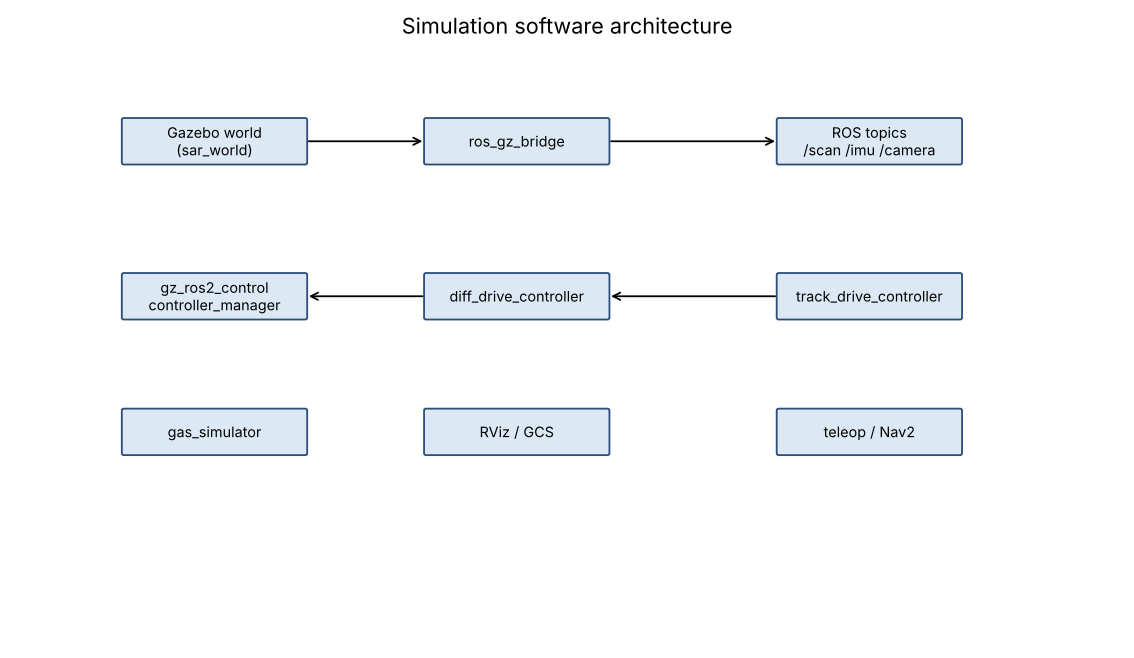 Simulation software architecture
Gazebo world
(sar_world)
ros_gz_bridge
ROS topics
/scan /imu /camera
gz_ros2_control
controller_manager
diff_drive_controller
track_drive_controller
gas_simulator
RViz / GCS
teleop / Nav2